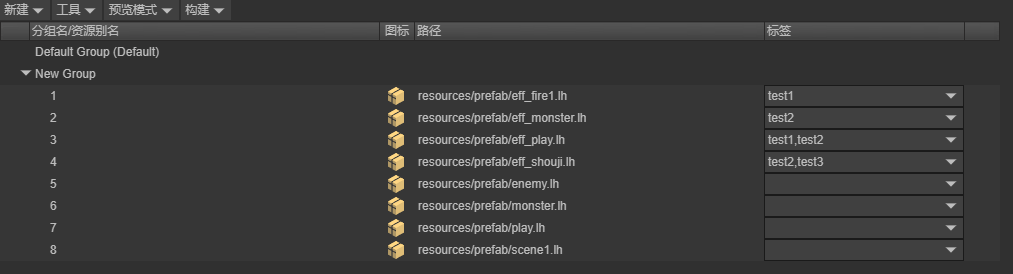 新建 工具 预览模式 构建
分组名/资源别名 图标 路径 标签
Default Group (Default)
New Group
1 resources/prefab/eff_fire1.lh test1
2 resources/prefab/eff_monster.lh test2
3 resources/prefab/eff_play.lh test1,test2
4 resources/prefab/eff_shouji.lh test2,test3
5 resources/prefab/enemy.lh
6 resources/prefab/monster.lh
7 resources/prefab/play.lh
8 resources/prefab/scene1.lh